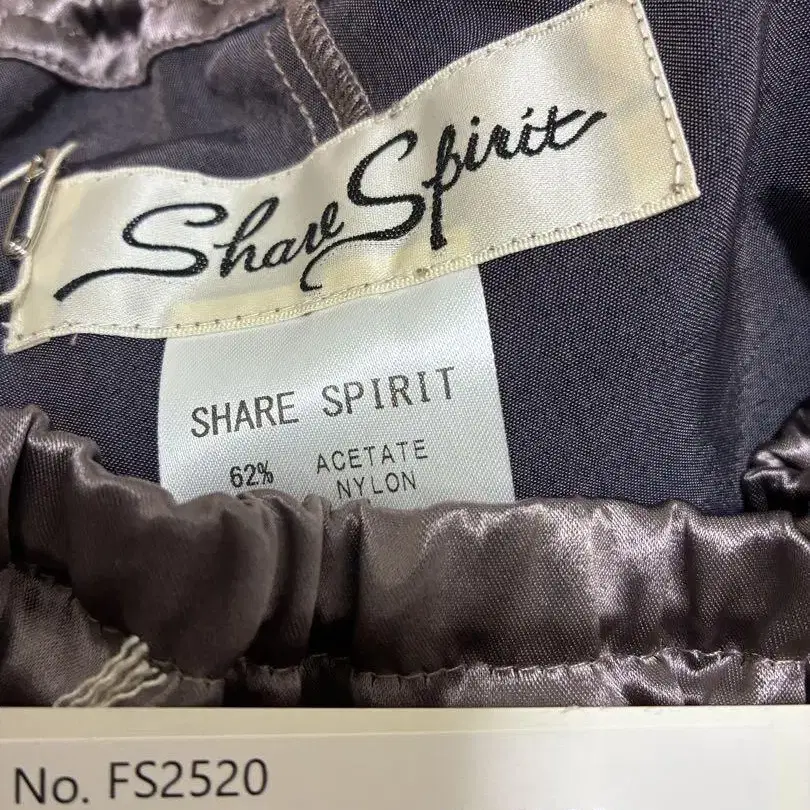 Share Spirit
SHARE SPIRIT
62% ACETATE
NYLON
No. FS2520